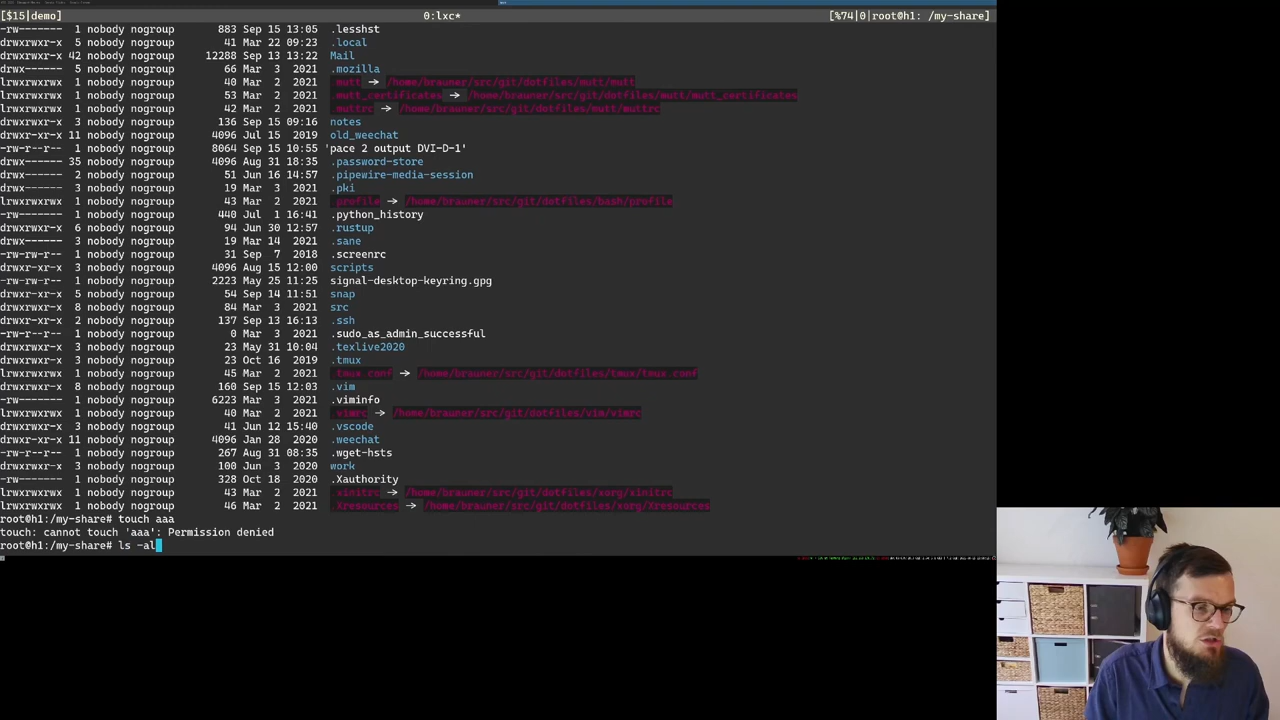 [$15|demo] 0:lxc* [%74|0|root@h1: /my-share]
-rw------- 1 nobody nogroup 883 Sep 15 13:05 .lesshst
drwxrwxr-x 5 nobody nogroup 41 Mar 22 09:23 .local
drwxrwxr-x 42 nobody nogroup 12288 Sep 13 13:22 Mail
drwx------ 5 nobody nogroup 66 Mar 3 2021 .mozilla
lrwxrwxrwx 1 nobody nogroup 40 Mar 2 2021 .mutt -> /home/brauner/src/git/dotfiles/mutt/mutt
lrwxrwxrwx 1 nobody nogroup 53 Mar 2 2021 .mutt_certificates -> /home/brauner/src/git/dotfiles/mutt/mutt_certificates
lrwxrwxrwx 1 nobody nogroup 42 Mar 2 2021 .muttrc -> /home/brauner/src/git/dotfiles/mutt/muttrc
drwxrwxr-x 3 nobody nogroup 136 Sep 15 09:16 notes
drwxr-xr-x 11 nobody nogroup 4096 Jul 15 2019 old_weechat
-rw-r--r-- 1 nobody nogroup 8064 Sep 15 10:55 'pace 2 output DVI-D-1'
drwx------ 35 nobody nogroup 4096 Aug 31 18:35 .password-store
drwxr-xr-x 2 nobody nogroup 51 Jun 16 14:57 .pipewire-media-session
drwx------ 3 nobody nogroup 19 Mar 3 2021 .pki
lrwxrwxrwx 1 nobody nogroup 43 Mar 2 2021 .profile -> /home/brauner/src/git/dotfiles/bash/profile
-rw------- 1 nobody nogroup 440 Jul 1 16:41 .python_history
drwxrwxr-x 6 nobody nogroup 94 Jun 30 12:57 .rustup
drwx------ 3 nobody nogroup 19 Mar 14 2021 .sane
-rw-rw-r-- 1 nobody nogroup 31 Sep 7 2018 .screenrc
drwxrwxr-x 3 nobody nogroup 4096 Aug 15 12:00 scripts
-rw-rw-r-- 1 nobody nogroup 2223 May 25 11:25 signal-desktop-keyring.gpg
drwxr-xr-x 5 nobody nogroup 54 Sep 14 11:51 snap
drwxrwxr-x 8 nobody nogroup 84 Mar 3 2021 src
drwxr-xr-x 2 nobody nogroup 137 Sep 13 16:13 .ssh
-rw-r--r-- 1 nobody nogroup 0 Mar 3 2021 .sudo_as_admin_successful
drwxrwxr-x 3 nobody nogroup 23 May 31 10:04 .texlive2020
drwxrwxr-x 3 nobody nogroup 23 Oct 16 2019 .tmux
lrwxrwxrwx 1 nobody nogroup 45 Mar 2 2021 .tmux.conf -> /home/brauner/src/git/dotfiles/tmux/tmux.conf
drwxrwxr-x 8 nobody nogroup 160 Sep 15 12:03 .vim
-rw------- 1 nobody nogroup 6223 Mar 3 2021 .viminfo
lrwxrwxrwx 1 nobody nogroup 40 Mar 2 2021 .vimrc -> /home/brauner/src/git/dotfiles/vim/vimrc
drwxrwxr-x 3 nobody nogroup 41 Jun 12 15:40 .vscode
drwxr-xr-x 11 nobody nogroup 4096 Jan 28 2020 .weechat
-rw-r--r-- 1 nobody nogroup 267 Aug 31 08:35 .wget-hsts
drwxrwxr-x 3 nobody nogroup 100 Jun 3 2020 work
-rw------- 1 nobody nogroup 328 Oct 18 2020 .Xauthority
lrwxrwxrwx 1 nobody nogroup 43 Mar 2 2021 .xinitrc -> /home/brauner/src/git/dotfiles/xorg/xinitrc
lrwxrwxrwx 1 nobody nogroup 46 Mar 2 2021 .Xresources -> /home/brauner/src/git/dotfiles/xorg/Xresources
root@h1:/my-share# touch aaa
touch: cannot touch 'aaa': Permission denied
root@h1:/my-share# ls -al